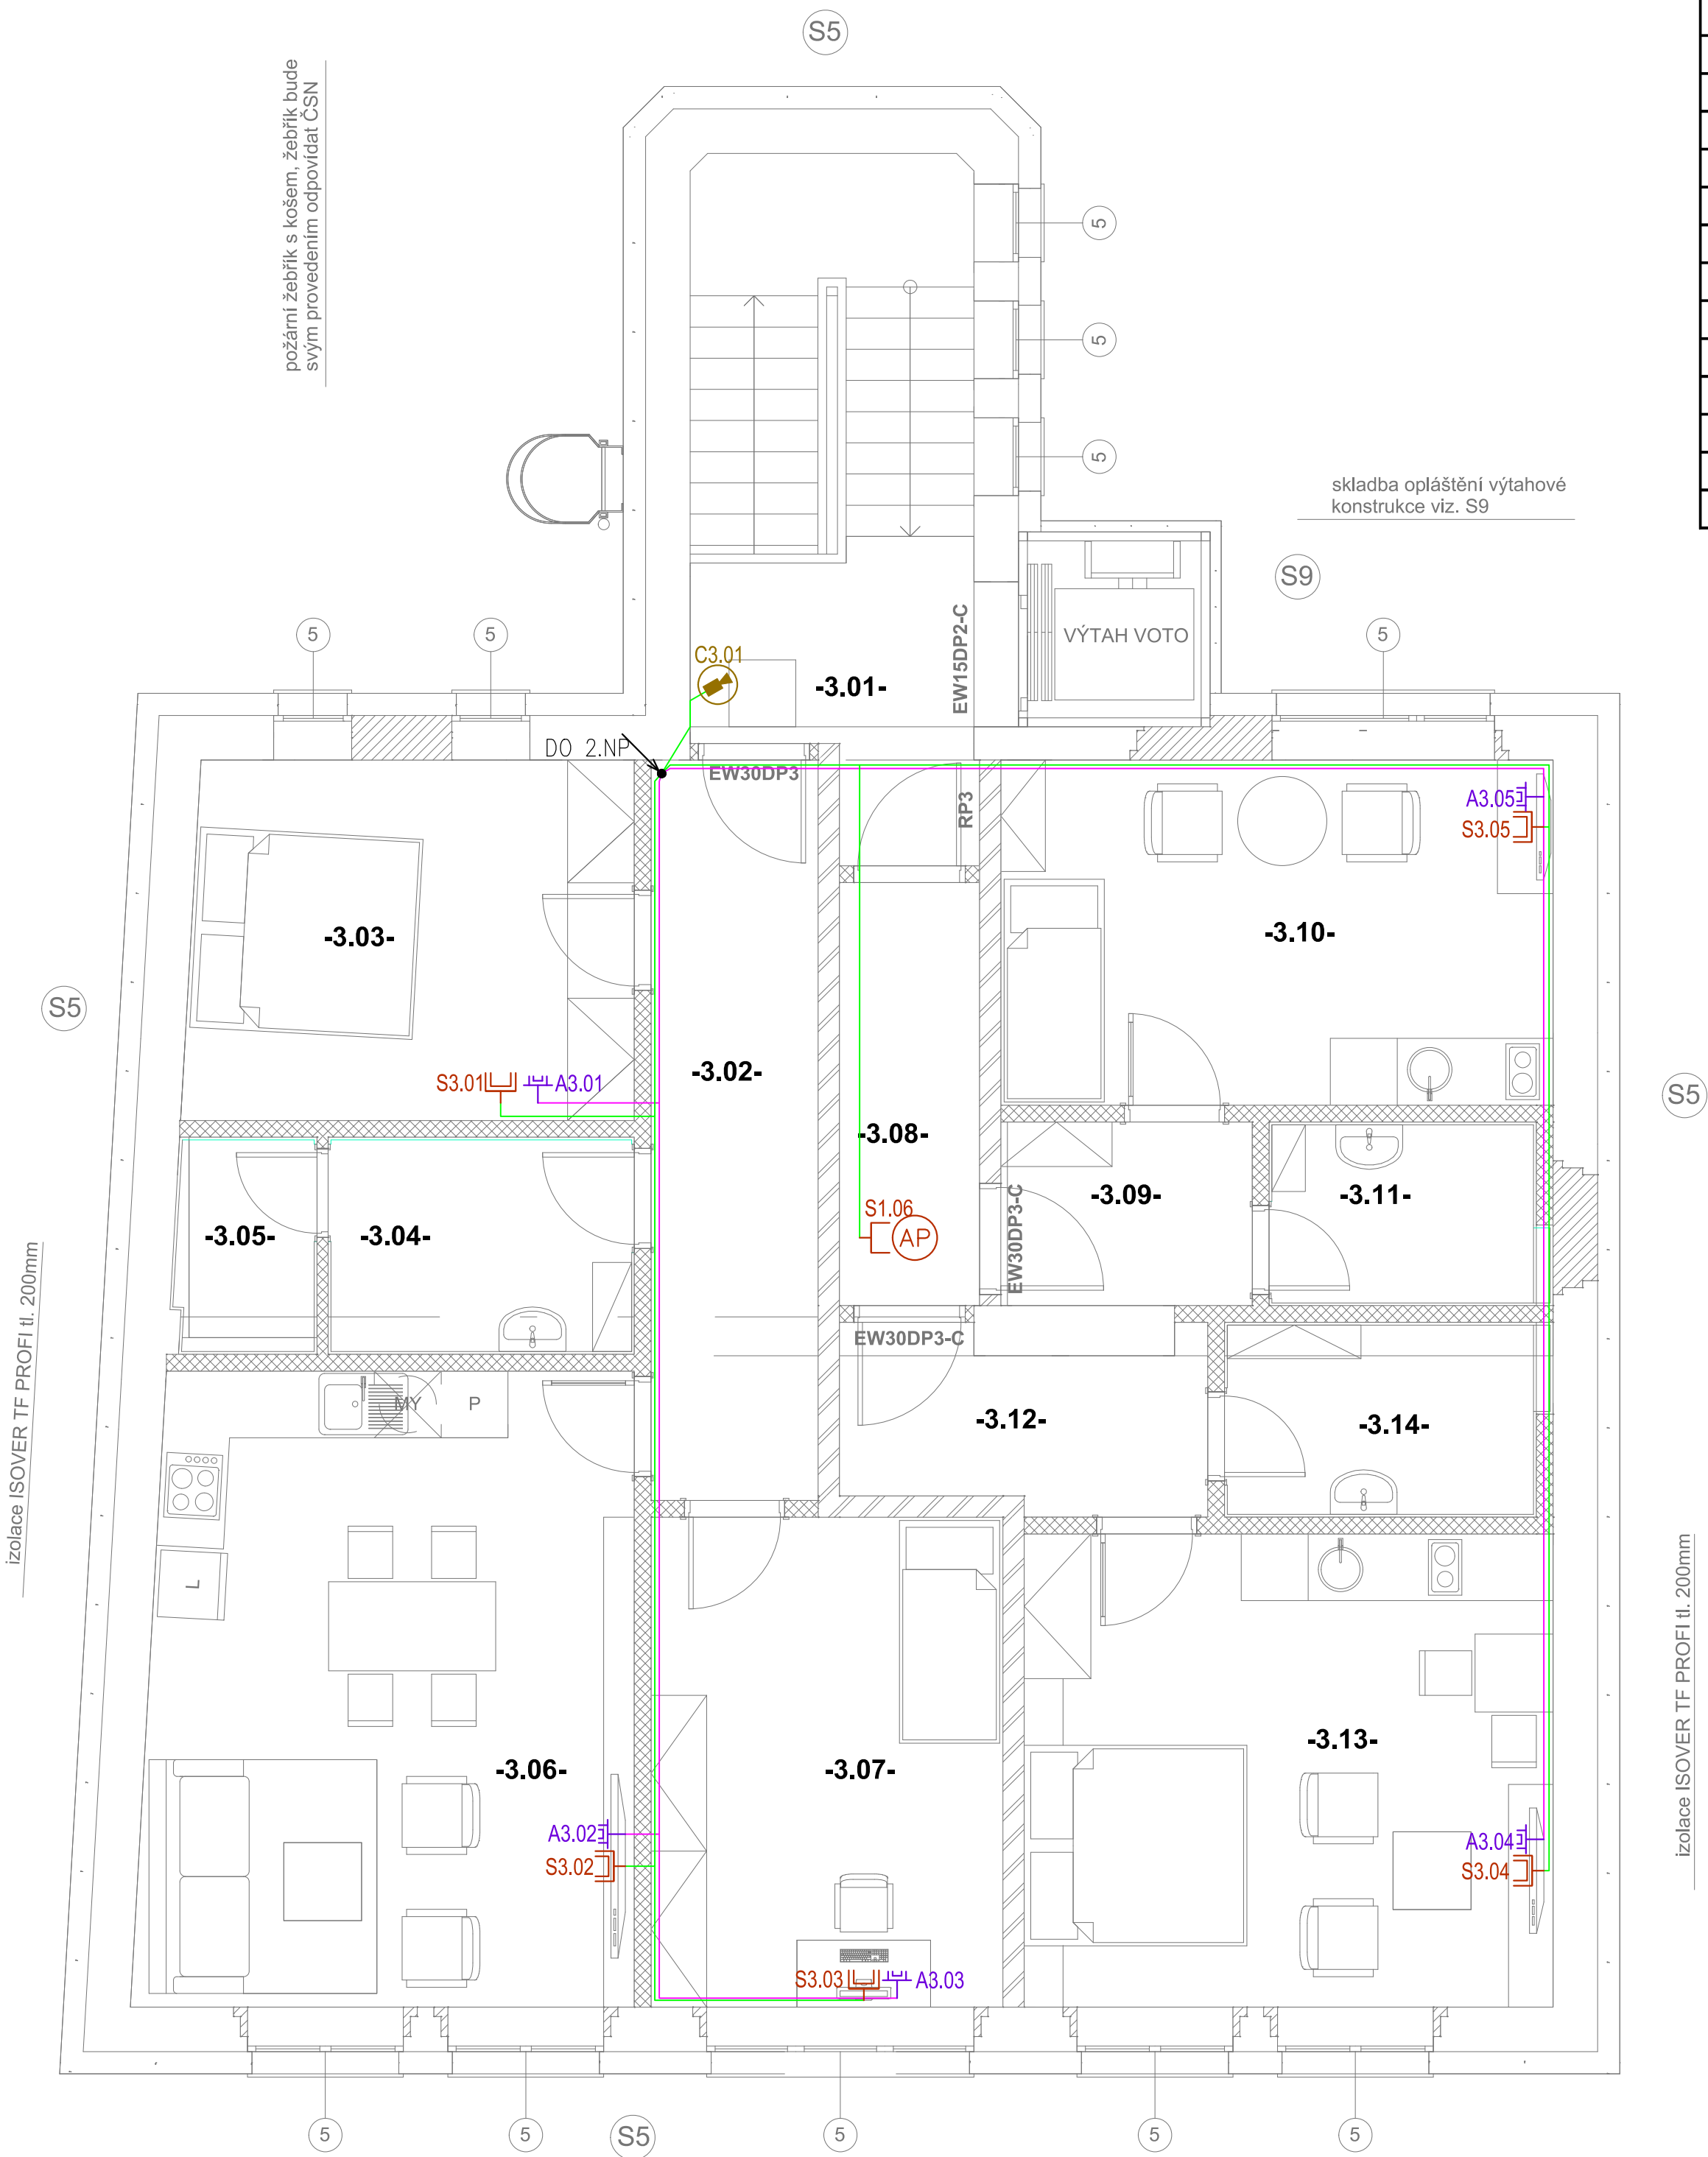 S5
požární žebřík s košem, žebřík bude
svým provedením odpovídat ČSN
5
5
5
skladba opláštění výtahové
konstrukce viz. S9
S9
5
5
5
VÝTAH VOTO
EW15DP2-C
C3.01
-3.01-
DO 2.NP
EW30DP3
RP3
A3.05
S3.05
-3.03-
-3.10-
S5
S5
-3.02-
S3.01
A3.01
-3.08-
-3.09-
-3.11-
EW30DP3-C
S1.06
AP
-3.05-
-3.04-
izolace ISOVER TF PROFI tl. 200mm
EW30DP3-C
MY
P
-3.12-
-3.14-
L
izolace ISOVER TF PROFI tl. 200mm
-3.06-
-3.07-
-3.13-
A3.02
S3.02
A3.04
S3.04
S3.03
A3.03
5
5
S5
5
5
5